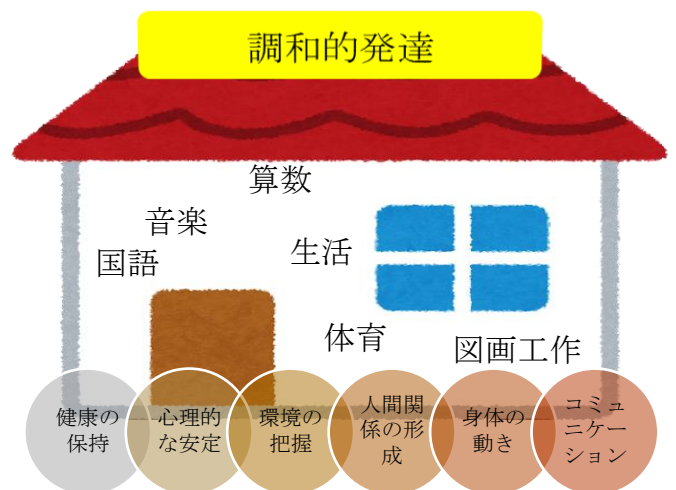 調和的発達
算数
音楽
生活
国語
体育
図画工作
健康の
保持
心理的
な安定
環境の
把握
人間関
係の形
成
身体の
動き
コミュ
ニケー
ション